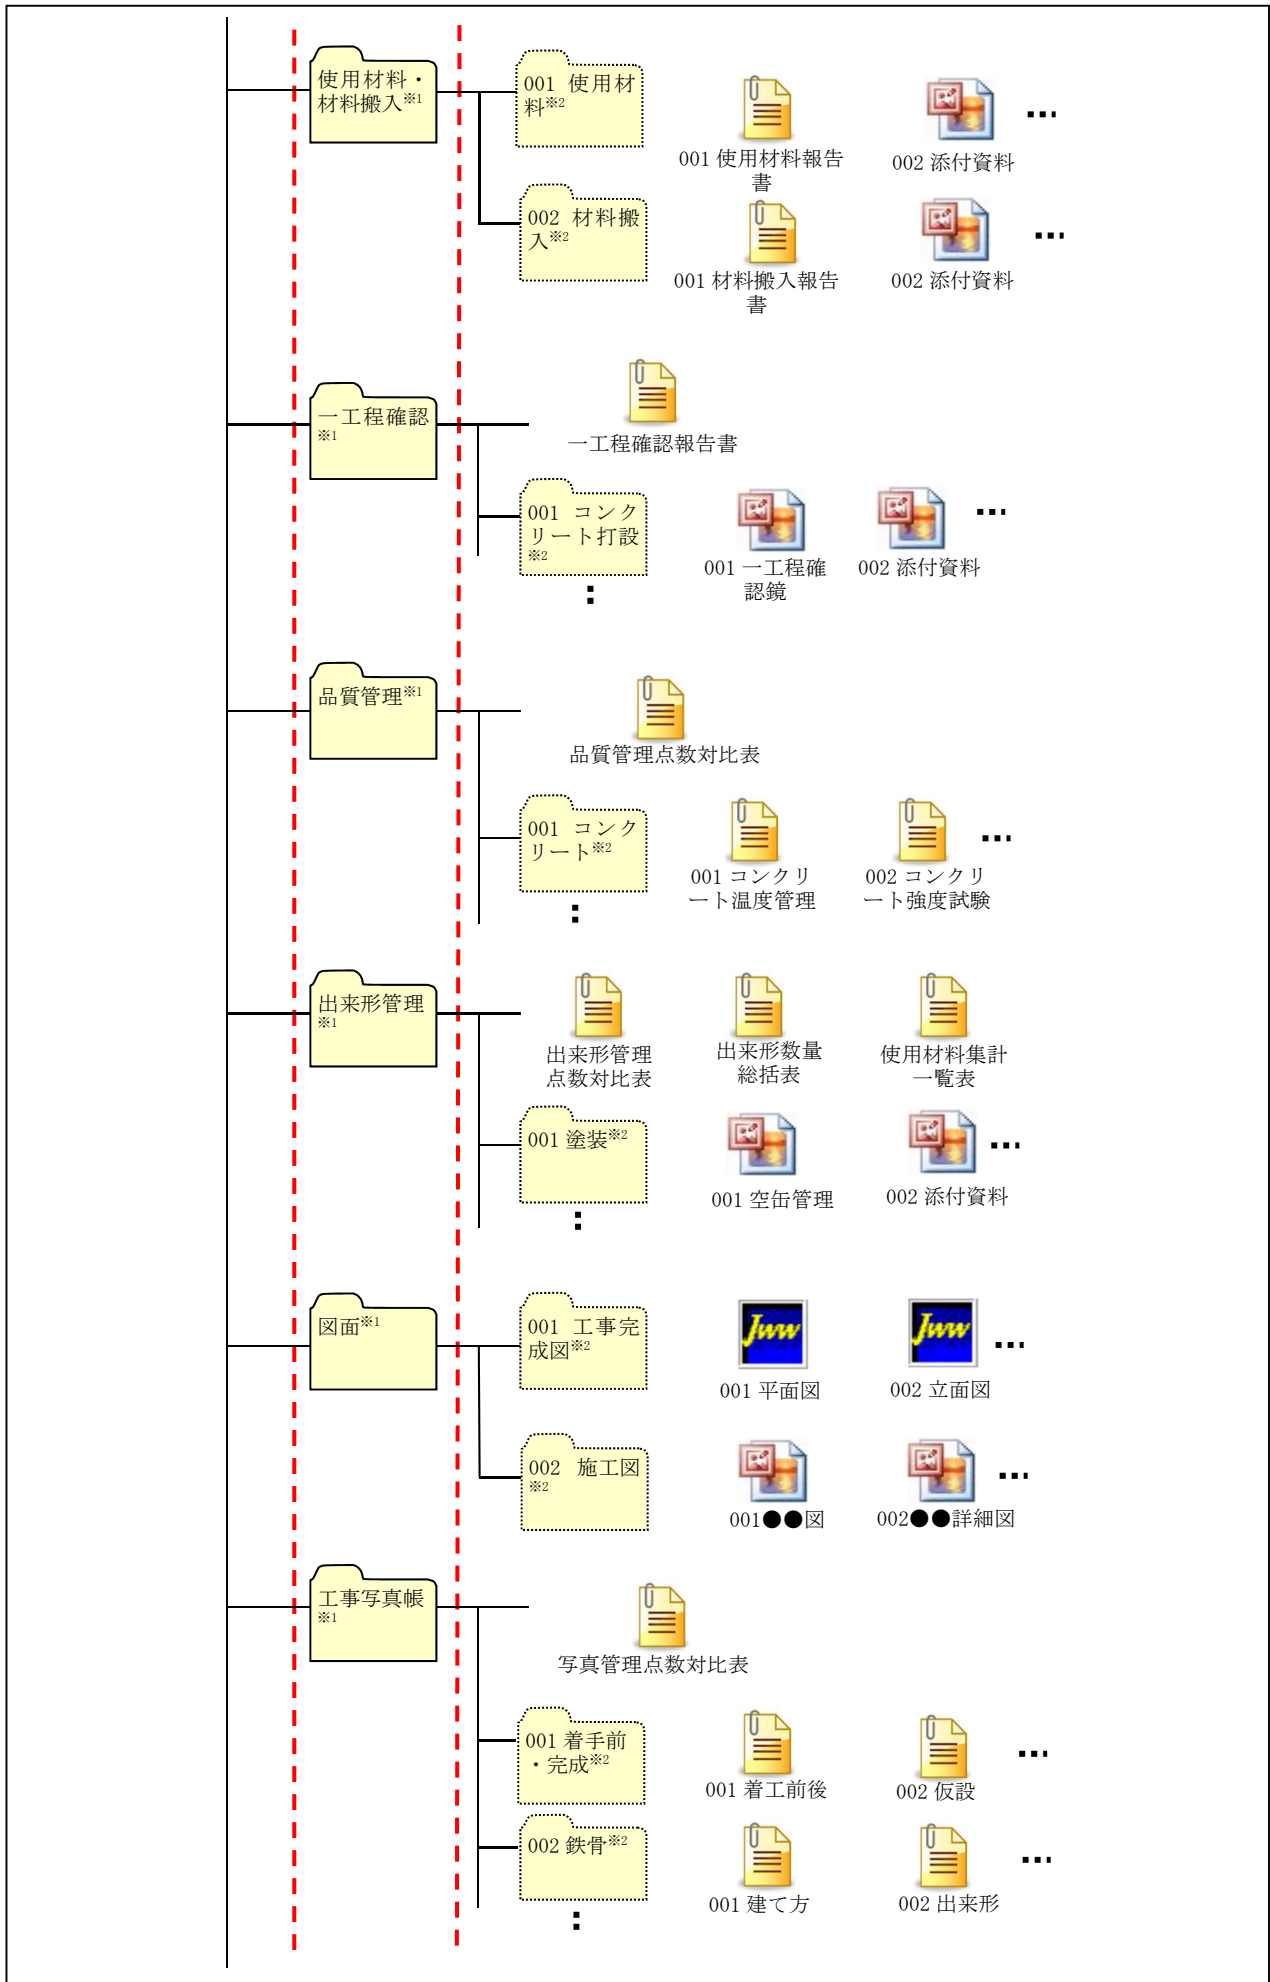 使用材料・
材料搬入※1
001 使用材
料※2
001 使用材料報告
書
002 添付資料
…
002 材料搬
入※2
001 材料搬入報告
書
002 添付資料
…
一工程確認
※1
一工程確認報告書
001 コンク
リート打設
※2
001 一工程確
認鏡
002 添付資料
…
：
品質管理※1
品質管理点数対比表
001 コンク
リート※2
001 コンクリ
ート温度管理
002 コンクリ
ート強度試験
…
：
出来形管理
※1
出来形管理
点数対比表
出来形数量
総括表
使用材料集計
一覧表
001 塗装※2
001 空缶管理
002 添付資料
…
：
図面※1
001 工事完
成図※2
Jww
001 平面図
Jww
002 立面図
…
002 施工図
※2
001●●図
002●●詳細図
…
工事写真帳
※1
写真管理点数対比表
001 着手前
・完成※2
001 着工前後
002 仮設
…
002 鉄骨※2
001 建て方
002 出来形
…
：